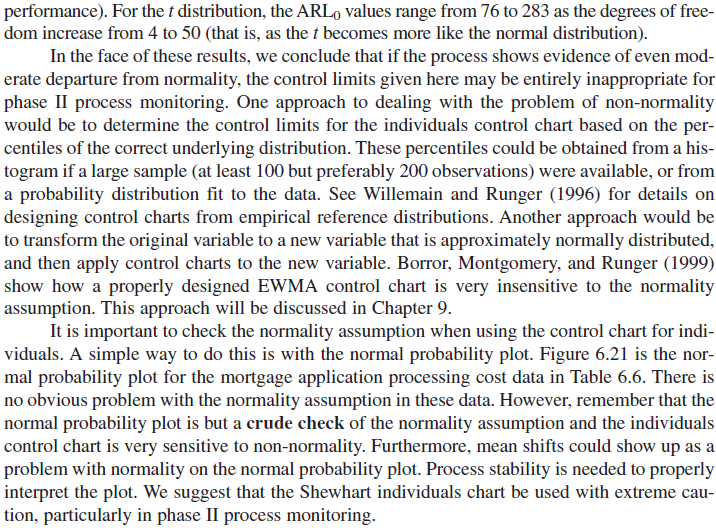 performance). For the t distribution, the ARL0 values range from 76 to 283 as the degrees of free-
dom increase from 4 to 50 (that is, as the t becomes more like the normal distribution).
In the face of these results, we conclude that if the process shows evidence of even mod-
erate departure from normality, the control limits given here may be entirely inappropriate for
phase II process monitoring. One approach to dealing with the problem of non-normality
would be to determine the control limits for the individuals control chart based on the per-
centiles of the correct underlying distribution. These percentiles could be obtained from a his-
togram if a large sample (at least 100 but preferably 200 observations) were available, or from
a probability distribution fit to the data. See Willemain and Runger (1996) for details on
designing control charts from empirical reference distributions. Another approach would be
to transform the original variable to a new variable that is approximately normally distributed,
and then apply control charts to the new variable. Borror, Montgomery, and Runger (1999)
show how a properly designed EWMA control chart is very insensitive to the normality
assumption. This approach will be discussed in Chapter 9.
It is important to check the normality assumption when using the control chart for indi-
viduals. A simple way to do this is with the normal probability plot. Figure 6.21 is the nor-
mal probability plot for the mortgage application processing cost data in Table 6.6. There is
no obvious problem with the normality assumption in these data. However, remember that the
normal probability plot is but a crude check of the normality assumption and the individuals
control chart is very sensitive to non-normality. Furthermore, mean shifts could show up as a
problem with normality on the normal probability plot. Process stability is needed to properly
interpret the plot. We suggest that the Shewhart individuals chart be used with extreme cau-
tion, particularly in phase II process monitoring.